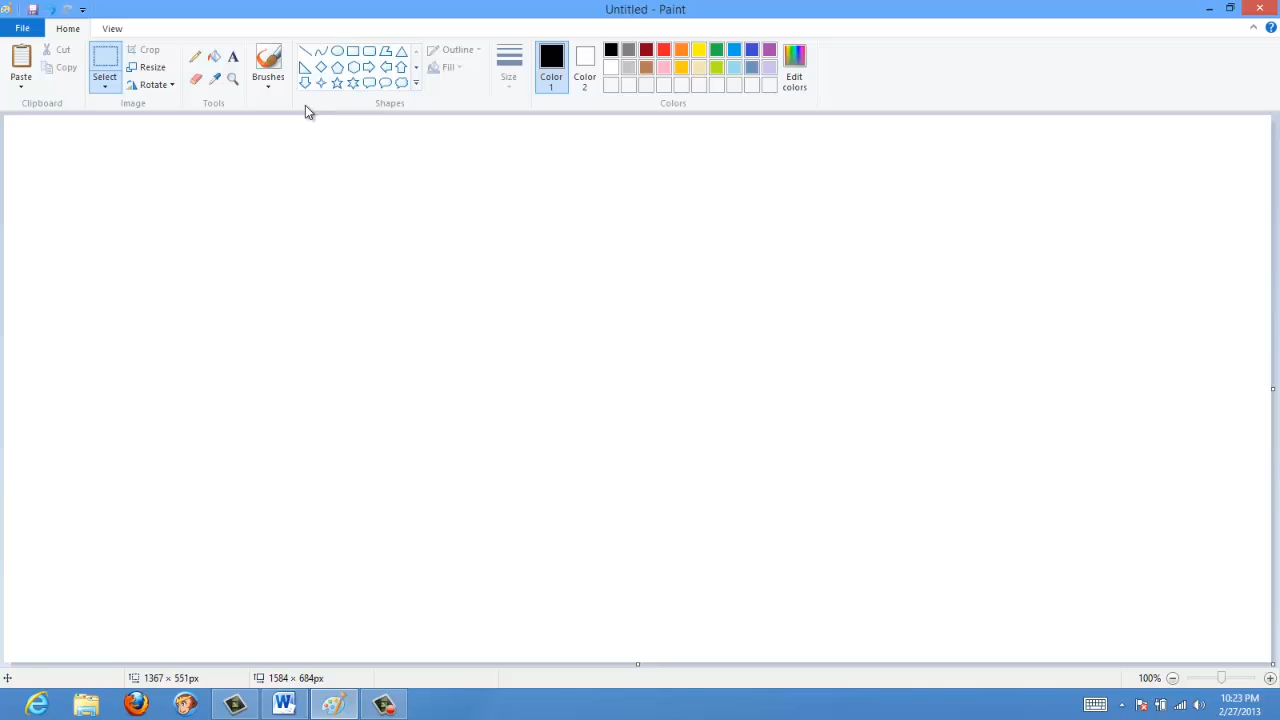 Untitled - Paint
File Home View
Paste
Cut
Copy
Clipboard
Select
Crop
Resize
Rotate
Image
A
Tools
Brushes
Shapes
Outline
Fill
Size
Color 1
Color 2
Edit colors
Colors
1367 × 551px
1584 × 684px
100%
10:23 PM
2/27/2013